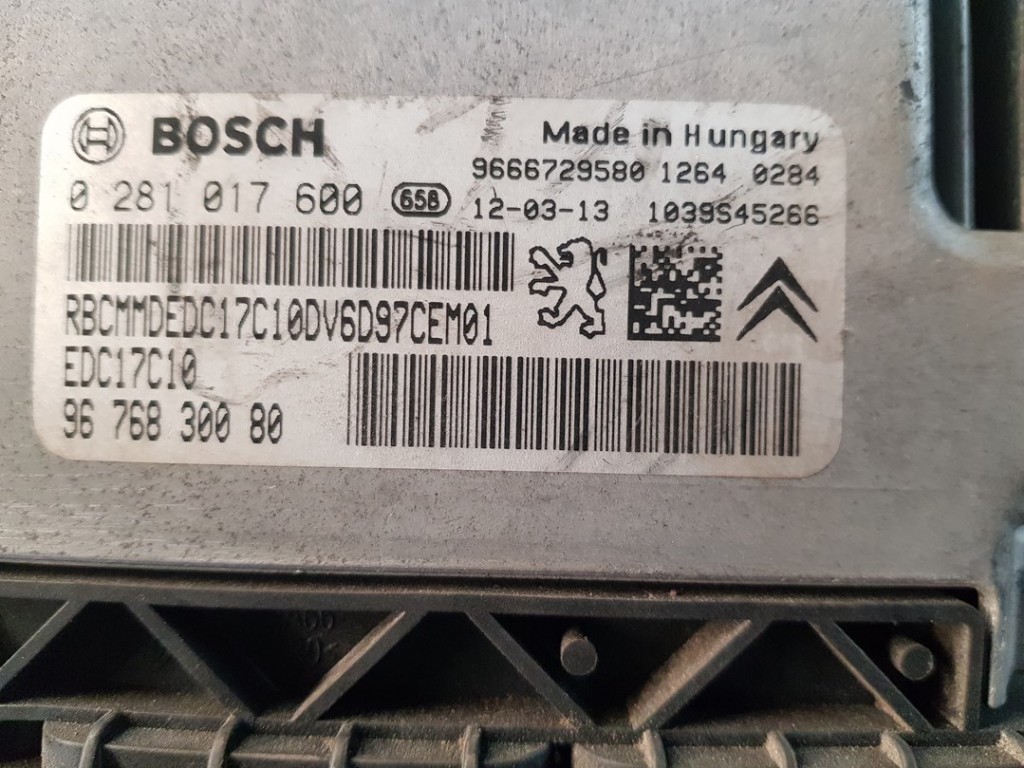 BOSCH
Made in Hungary
9666729580 1264 0284
0 281 017 600 658 12-03-13 1039S45266
RBCMMDEDC17C10DV6D97CEM01
EDC17C10
96 768 300 80